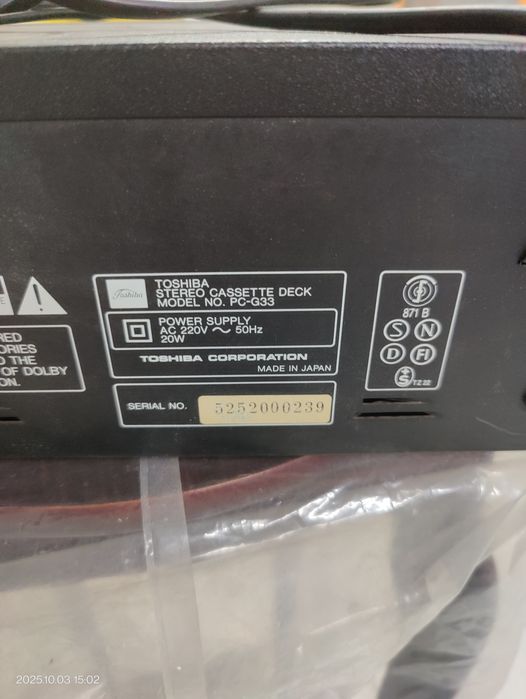 Toshiba
TOSHIBA
STEREO CASSETTE DECK
MODEL NO. PC-G33
POWER SUPPLY
AC 220V ~ 50Hz
20W
TOSHIBA CORPORATION
MADE IN JAPAN
SERIAL NO. 5252000239
RED
ORIES
D THE
OF DOLBY
ON.
871 B
S N
D FI
S TZ 22
2025.10.03 15:02